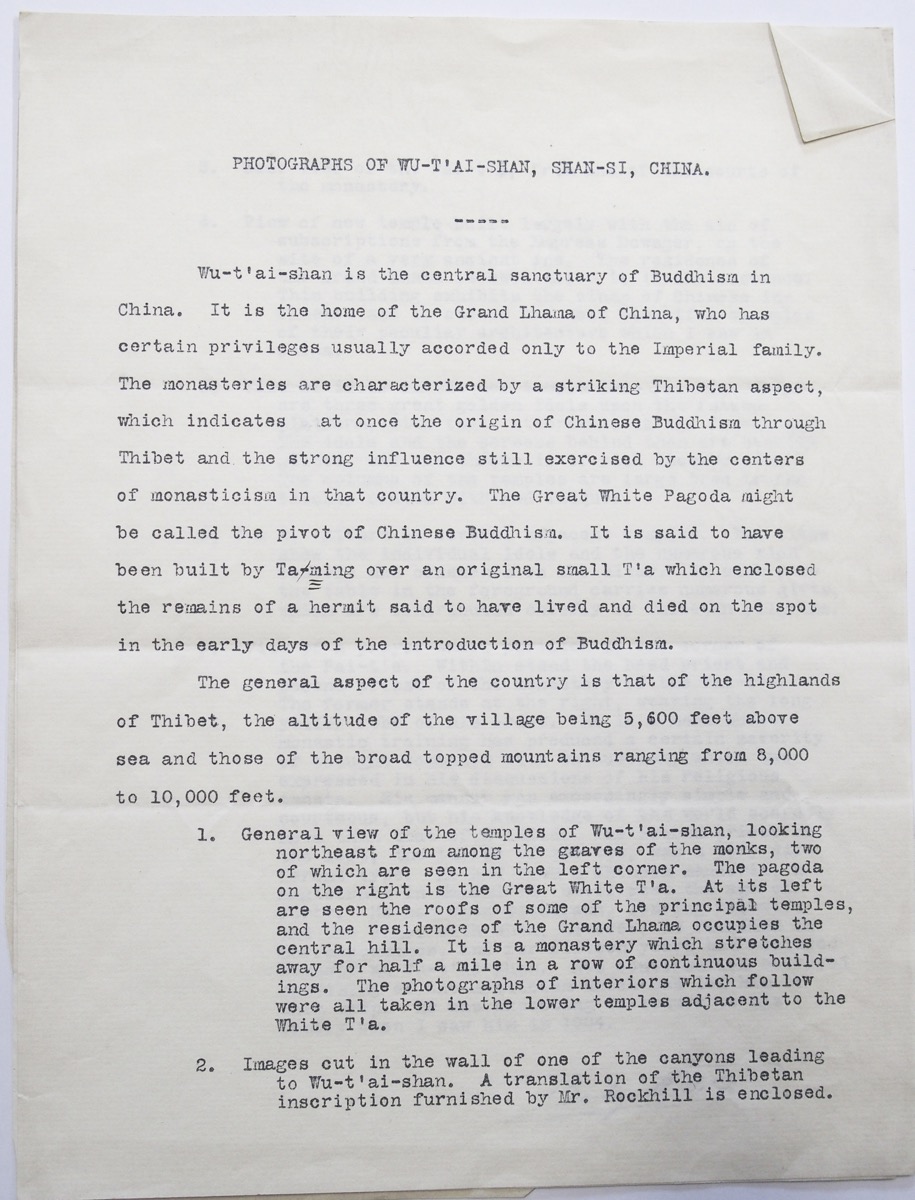 PHOTOGRAPHS OF WU-T'AI-SHAN, SHAN-SI, CHINA.
-----
Wu-t'ai-shan is the central sanctuary of Buddhism in
China. It is the home of the Grand Lhama of China, who has
certain privileges usually accorded only to the Imperial family.
The monasteries are characterized by a striking Thibetan aspect,
which indicates at once the origin of Chinese Buddhism through
Thibet and the strong influence still exercised by the centers
of monasticism in that country. The Great White Pagoda might
be called the pivot of Chinese Buddhism. It is said to have
been built by Ta-ming over an original small T'a which enclosed
the remains of a hermit said to have lived and died on the spot
in the early days of the introduction of Buddhism.
The general aspect of the country is that of the highlands
of Thibet, the altitude of the village being 5,600 feet above
sea and those of the broad topped mountains ranging from 8,000
to 10,000 feet.
1. General view of the temples of Wu-t'ai-shan, looking
northeast from among the graves of the monks, two
of which are seen in the left corner. The pagoda
on the right is the Great White T'a. At its left
are seen the roofs of some of the principal temples,
and the residence of the Grand Lhama occupies the
central hill. It is a monastery which stretches
away for half a mile in a row of continuous build-
ings. The photographs of interiors which follow
were all taken in the lower temples adjacent to the
White T'a.
2. Images cut in the wall of one of the canyons leading
to Wu-t'ai-shan. A translation of the Thibetan
inscription furnished by Mr. Rockhill is enclosed.